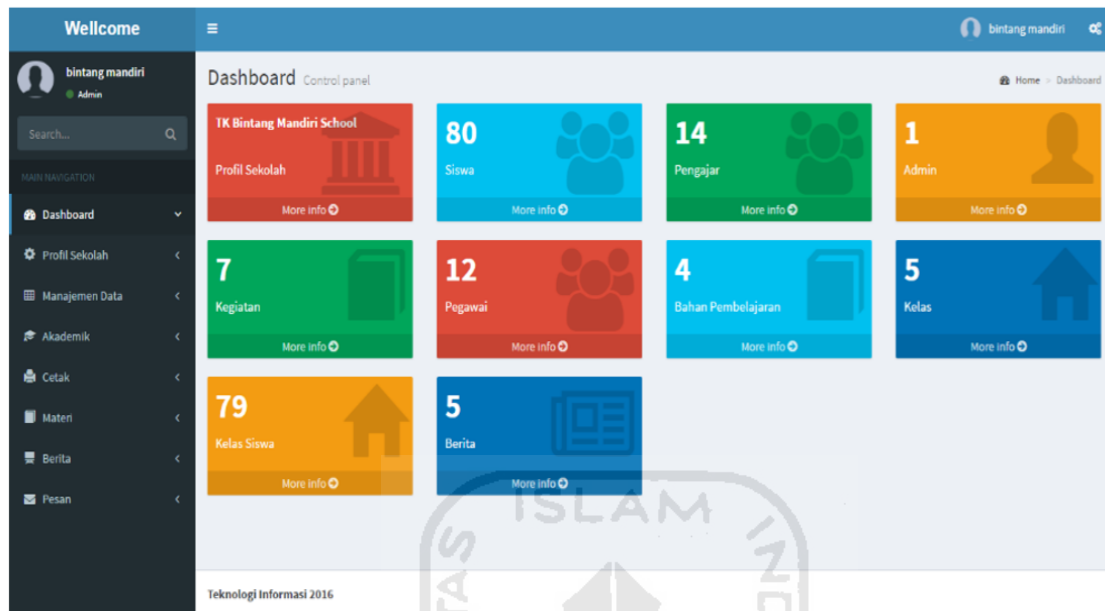 Wellcome
bintang mandiri
bintang mandiri
Admin
Search...
MAIN NAVIGATION
Dashboard
Profil Sekolah
Manajemen Data
Akademik
Cetak
Materi
Berita
Pesan
Dashboard Control panel
Home > Dashboard
TK Bintang Mandiri School
Profil Sekolah
More info
80
Siswa
More info
14
Pengajar
More info
1
Admin
More info
7
Kegiatan
More info
12
Pegawai
More info
4
Bahan Pembelajaran
More info
5
Kelas
More info
79
Kelas Siswa
More info
5
Berita
More info
ISLAM
Teknologi Informasi 2016